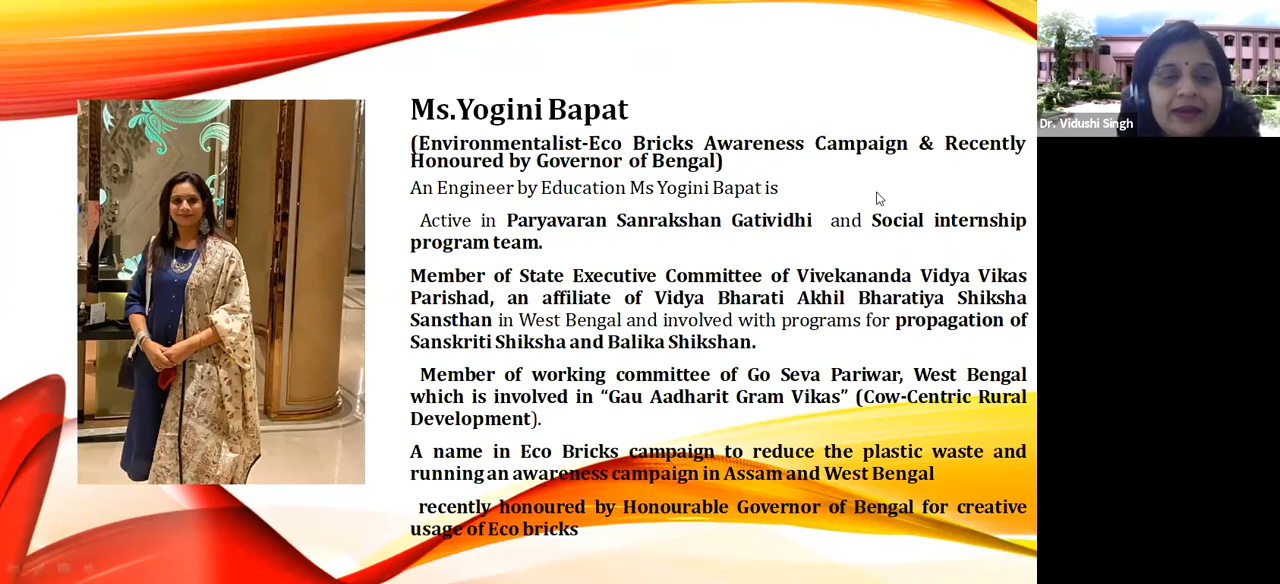 Ms.Yogini Bapat
(Environmentalist-Eco Bricks Awareness Campaign & Recently
Honoured by Governor of Bengal)
An Engineer by Education Ms Yogini Bapat is
Active in Paryavaran Sanrakshan Gatividhi and Social internship
program team.
Member of State Executive Committee of Vivekananda Vidya Vikas
Parishad, an affiliate of Vidya Bharati Akhil Bharatiya Shiksha
Sansthan in West Bengal and involved with programs for propagation of
Sanskriti Shiksha and Balika Shikshan.
Member of working committee of Go Seva Pariwar, West Bengal
which is involved in “Gau Aadharit Gram Vikas” (Cow-Centric Rural
Development).
A name in Eco Bricks campaign to reduce the plastic waste and
running an awareness campaign in Assam and West Bengal
recently honoured by Honourable Governor of Bengal for creative
usage of Eco bricks
Dr. Vidushi Singh